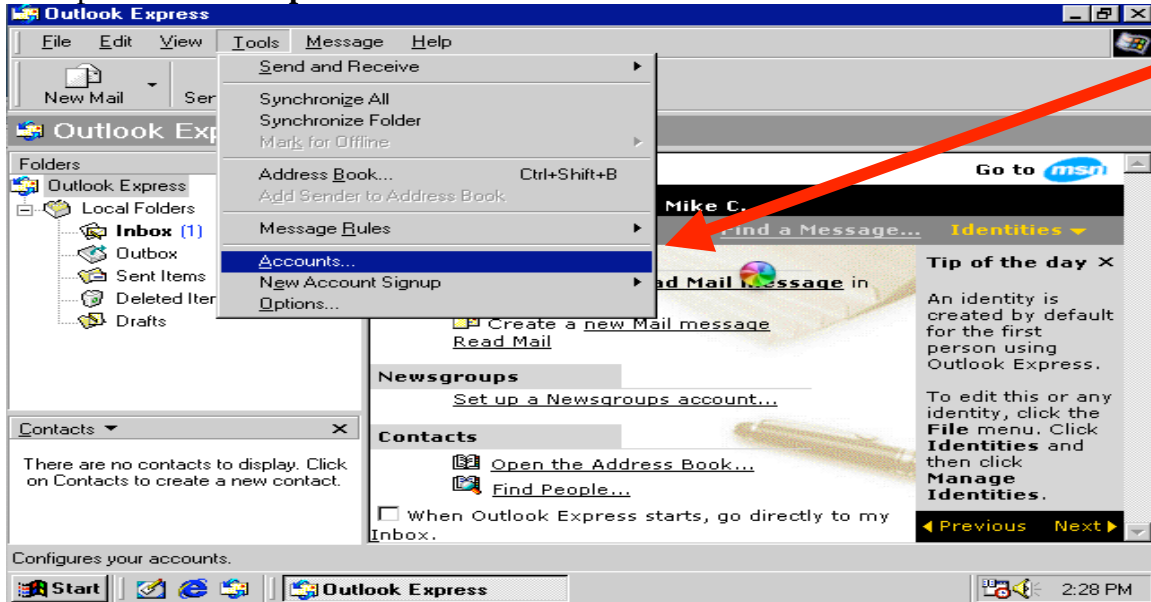 Outlook Express
File Edit View Tools Message Help
New Mail Ser
Send and Receive
Synchronize All
Synchronize Folder
Mark for Offline
Address Book... Ctrl+Shift+B
Add Sender to Address Book
Message Rules
Accounts...
New Account Signup
Options...
Outlook Exp
Folders
Outlook Express
Local Folders
Inbox (1)
Outbox
Sent Items
Deleted Iter
Drafts
Contacts
There are no contacts to display. Click
on Contacts to create a new contact.
Go to msn
Mike C.
Find a Message... Identities
ad Mail message in
Create a new Mail message
Read Mail
Newsgroups
Set up a Newsgroups account...
Contacts
Open the Address Book...
Find People...
When Outlook Express starts, go directly to my
Inbox.
Tip of the day
An identity is
created by default
for the first
person using
Outlook Express.
To edit this or any
identity, click the
File menu. Click
Identities and
then click
Manage
Identities.
Previous Next
Configures your accounts.
Start Outlook Express 2:28 PM